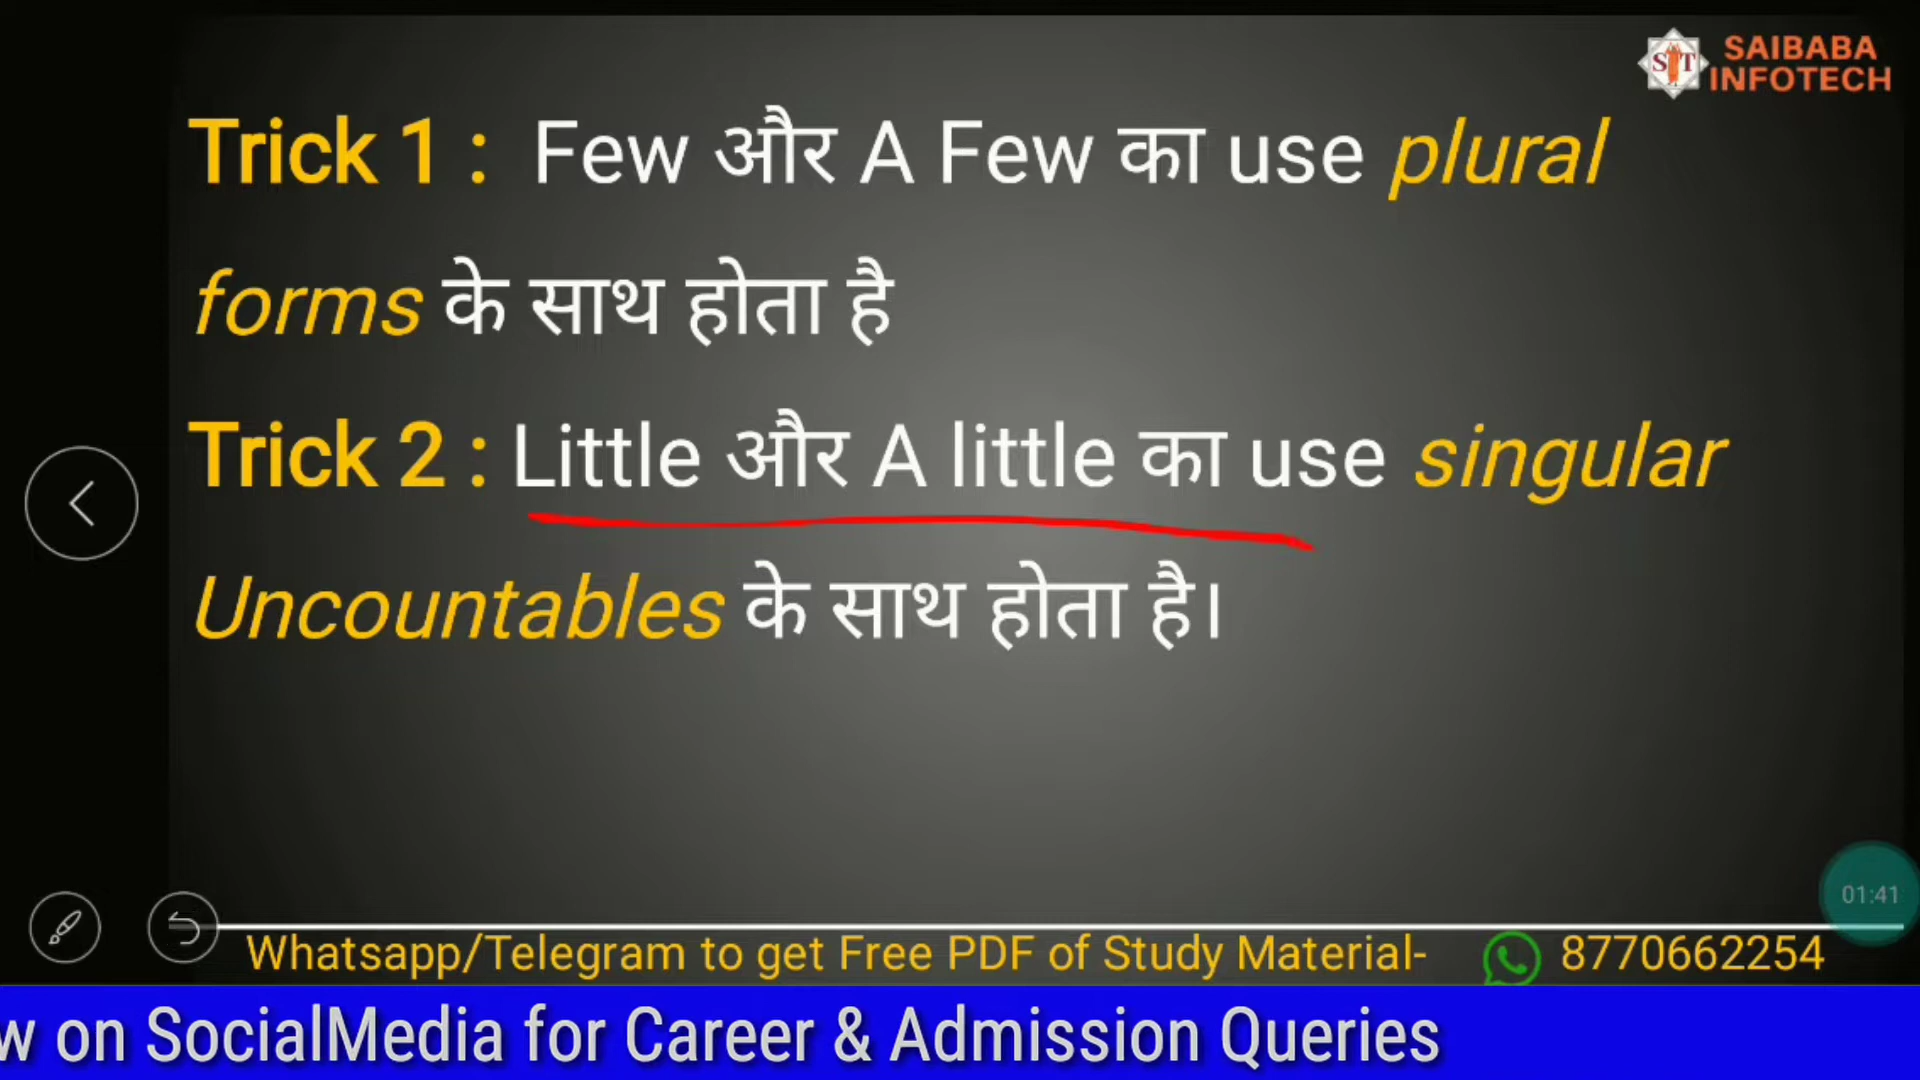 SAIBABA
INFOTECH
Trick 1 : Few और A Few का use plural
forms के साथ होता है
Trick 2 : Little और A little का use singular
Uncountables के साथ होता है।
01:41
Whatsapp/Telegram to get Free PDF of Study Material- 8770662254
w on SocialMedia for Career & Admission Queries